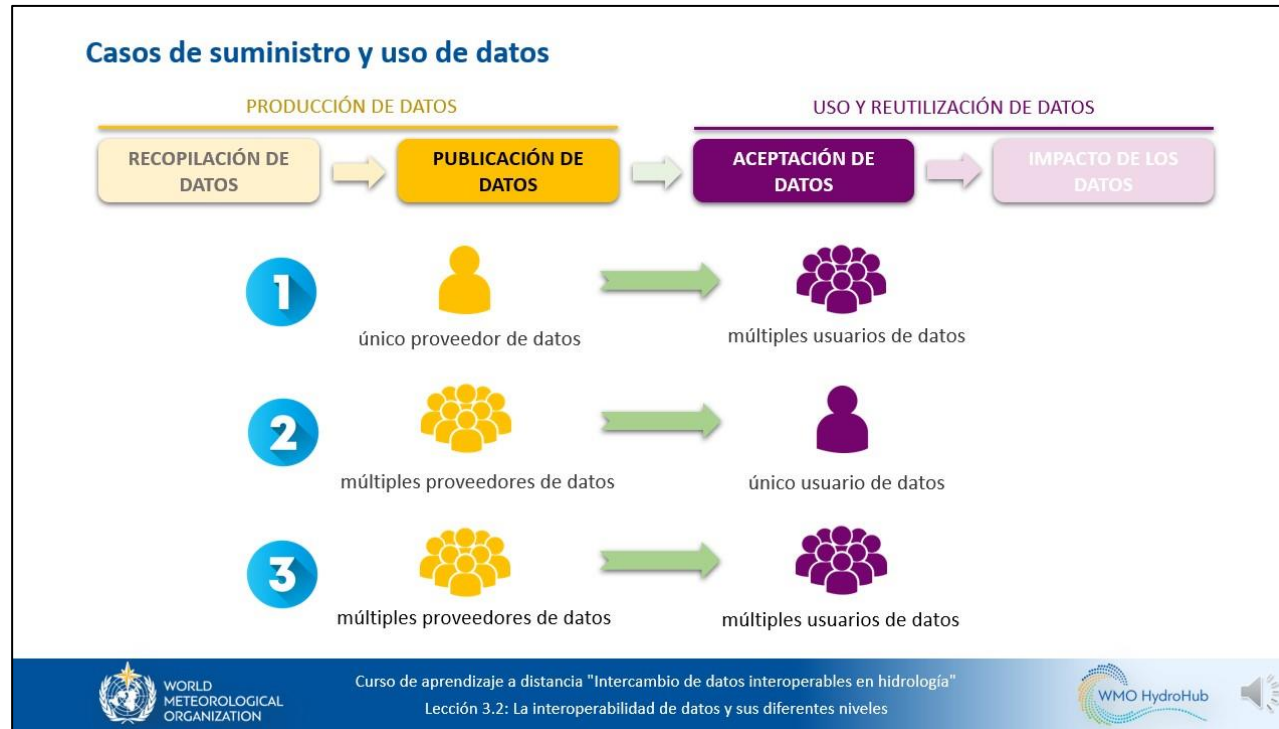 Casos de suministro y uso de datos
PRODUCCIÓN DE DATOS
USO Y REUTILIZACIÓN DE DATOS
RECOPILACIÓN DE
DATOS
PUBLICACIÓN DE
DATOS
ACEPTACIÓN DE
DATOS
IMPACTO DE LOS
DATOS
1
único proveedor de datos
múltiples usuarios de datos
2
múltiples proveedores de datos
único usuario de datos
3
múltiples proveedores de datos
múltiples usuarios de datos
WORLD
METEOROLOGICAL
ORGANIZATION
Curso de aprendizaje a distancia "Intercambio de datos interoperables en hidrología"
Lección 3.2: La interoperabilidad de datos y sus diferentes niveles
WMO HydroHub